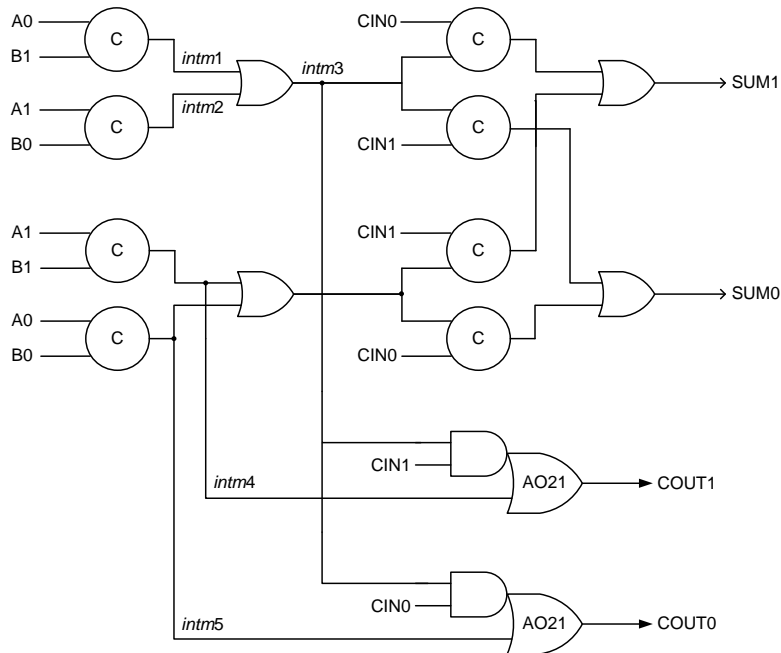 A0
C
B1
intm1
intm3
CIN0
C
SUM1
A1
C
B0
intm2
C
CIN1
A1
C
B1
CIN1
C
SUM0
A0
C
B0
C
CIN0
CIN1
AO21
COUT1
intm4
CIN0
AO21
COUT0
intm5